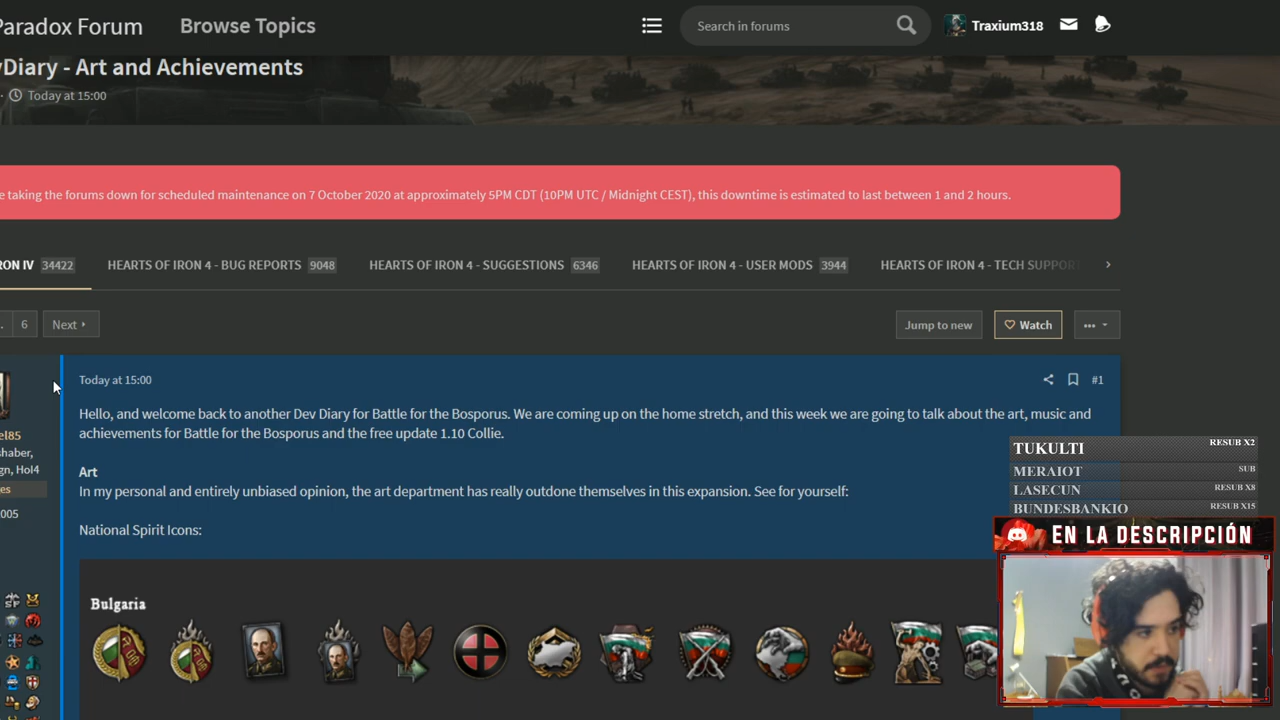 Paradox Forum
Browse Topics
Search in forums
Traxium318
Diary - Art and Achievements
Today at 15:00
taking the forums down for scheduled maintenance on 7 October 2020 at approximately 5PM CDT (10PM UTC / Midnight CEST), this downtime is estimated to last between 1 and 2 hours.
RON IV 34422
HEARTS OF IRON 4 - BUG REPORTS 9048
HEARTS OF IRON 4 - SUGGESTIONS 6346
HEARTS OF IRON 4 - USER MODS 3944
HEARTS OF IRON 4 - TECH SUPPOR
6
Next
Jump to new
Watch
Today at 15:00
#1
Hello, and welcome back to another Dev Diary for Battle for the Bosporus. We are coming up on the home stretch, and this week we are going to talk about the art, music and
achievements for Battle for the Bosporus and the free update 1.10 Collie.
el85
shaber,
gn, HoI4
es
005
Art
In my personal and entirely unbiased opinion, the art department has really outdone themselves in this expansion. See for yourself:
National Spirit Icons:
Bulgaria
TUKULTI RESUB X2
MERAIOT SUB
LASECUN RESUB X8
BUNDESBANKIO RESUB X15
EN LA DESCRIPCIÓN